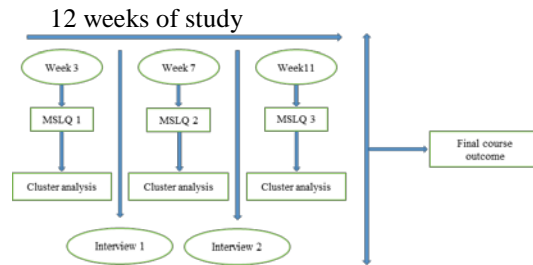 12 weeks of study
Week 3
Week 7
Week11
MSLQ 1
MSLQ 2
MSLQ 3
Final course
outcome
Cluster analysis
Cluster analysis
Cluster analysis
Interview 1
Interview 2